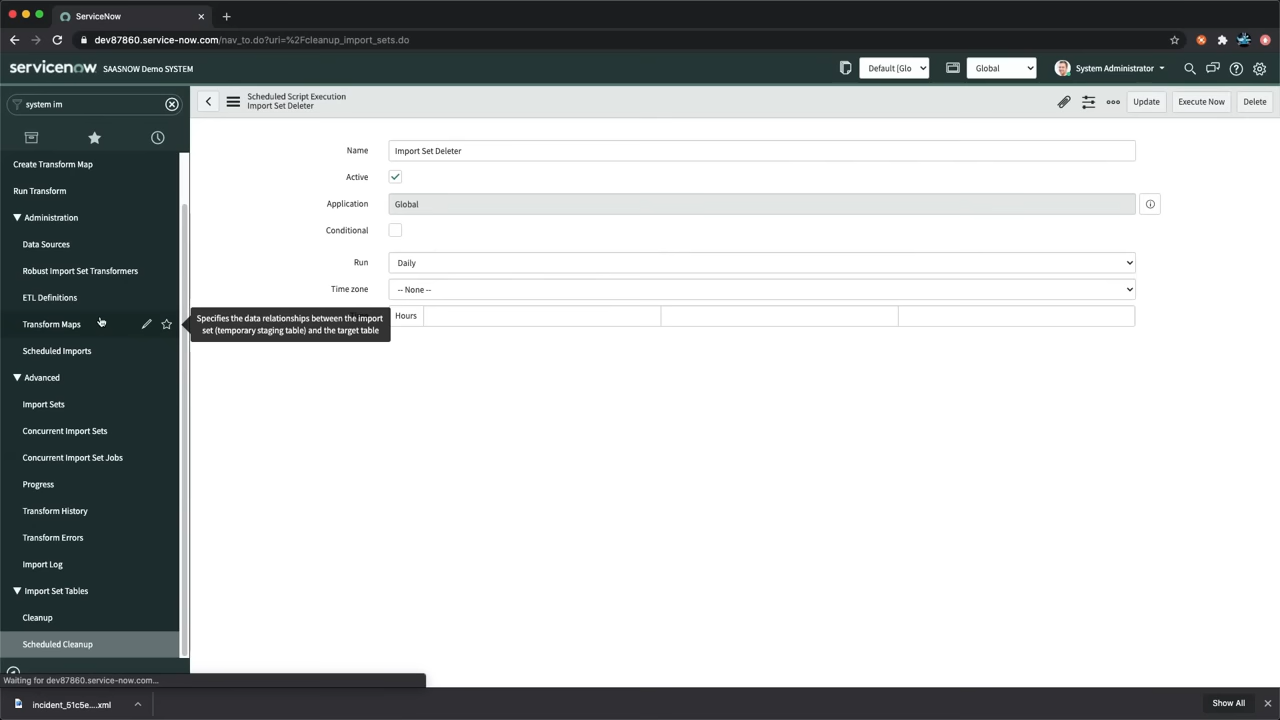 ServiceNow
dev87860.service-now.com/nav_to.do?uri=%2Fcleanup_import_sets.do
servicenow SAASNOW Demo SYSTEM
Default [Glo
Global
System Administrator
system im
Scheduled Script Execution
Import Set Deleter
Update
Execute Now
Delete
Create Transform Map
Run Transform
Administration
Data Sources
Robust Import Set Transformers
ETL Definitions
Transform Maps
Scheduled Imports
Advanced
Import Sets
Concurrent Import Sets
Concurrent Import Set Jobs
Progress
Transform History
Transform Errors
Import Log
Import Set Tables
Cleanup
Scheduled Cleanup
Name Import Set Deleter
Active
Application Global
Conditional
Run Daily
Time zone -- None --
Hours
Specifies the data relationships between the import
set (temporary staging table) and the target table
Waiting for dev87860.service-now.com...
incident_51c5e....xml
Show All